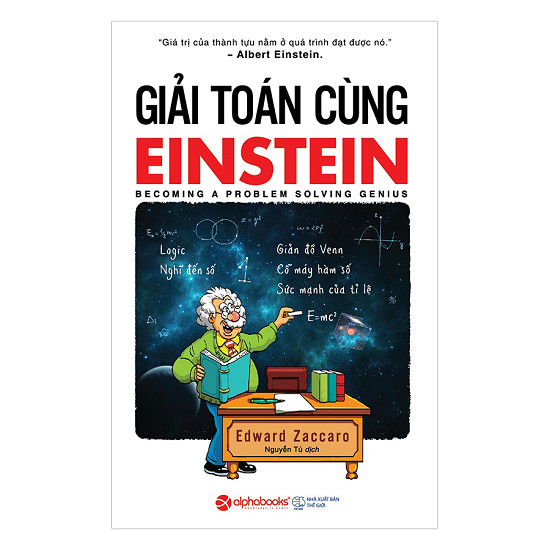 “Giá trị của thành tựu nằm ở quá trình đạt được nó.”
– Albert Einstein.
GIẢI TOÁN CÙNG
EINSTEIN
BECOMING A PROBLEM SOLVING GENIUS
Logic
Nghĩ đến số
Giản đồ Venn
Cỗ máy hàm số
Sức mạnh của tỉ lệ
E=mc²
Edward Zaccaro
Nguyễn Tú dịch
alphabooks
NHÀ XUẤT BẢN
THẾ GIỚI